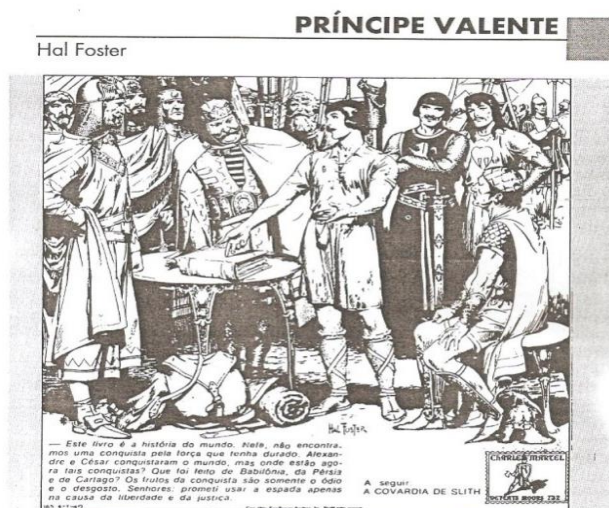 PRÍNCIPE VALENTE
Hal Foster
HAL FOSTER
— Este livro é a história do mundo. Nele, não encontra-
mos uma conquista pela força que tenha durado. Alexan-
dre e César conquistaram o mundo, mas onde estão ago-
ra tais conquistas? Que foi feito de Babilônia, da Pérsia
e de Cartago? Os frutos da conquista são somente o ódio
e o desgosto. Senhores: prometi usar a espada apenas
na causa da liberdade e da justiça.
A seguir
A COVARDIA DE SLITH
CHARLES MARTEL
732